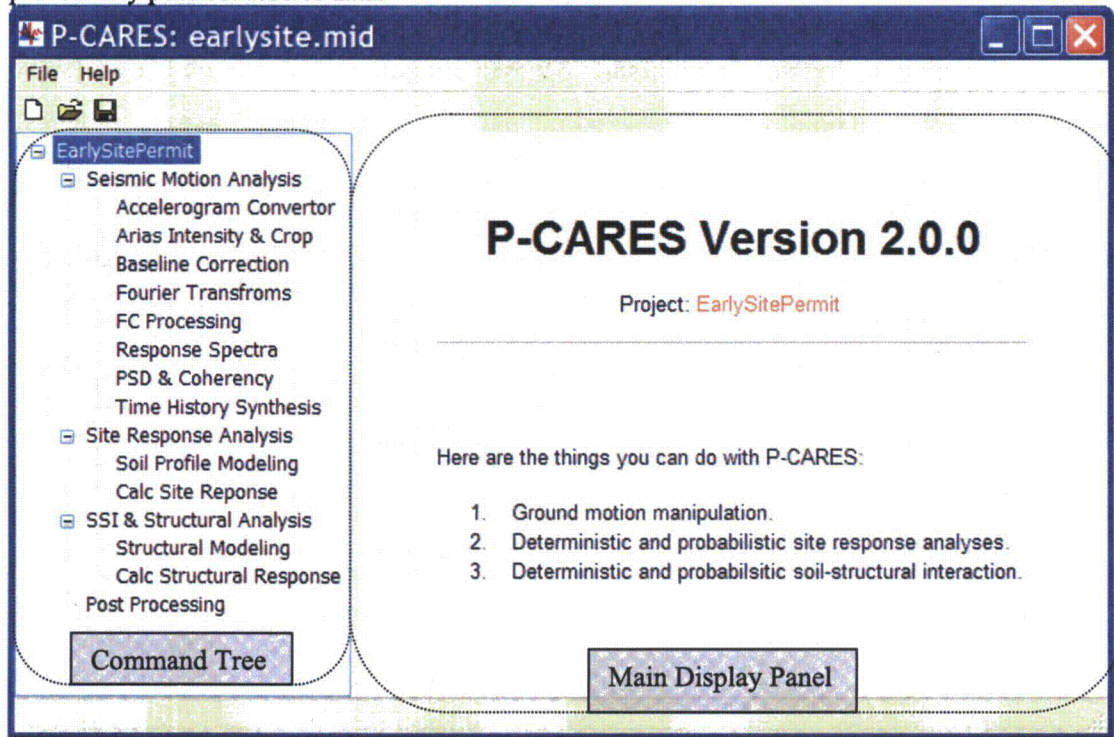 P-CARES: earlysite.mid
File Help
EarlySitePermit
Seismic Motion Analysis
Accelerogram Convertor
Arias Intensity & Crop
Baseline Correction
Fourier Transfroms
FC Processing
Response Spectra
PSD & Coherency
Time History Synthesis
Site Response Analysis
Soil Profile Modeling
Calc Site Reponse
SSI & Structural Analysis
Structural Modeling
Calc Structural Response
Post Processing
Command Tree
P-CARES Version 2.0.0
Project: EarlySitePermit
Here are the things you can do with P-CARES:
1. Ground motion manipulation.
2. Deterministic and probabilistic site response analyses.
3. Deterministic and probabilsitic soil-structural interaction.
Main Display Panel